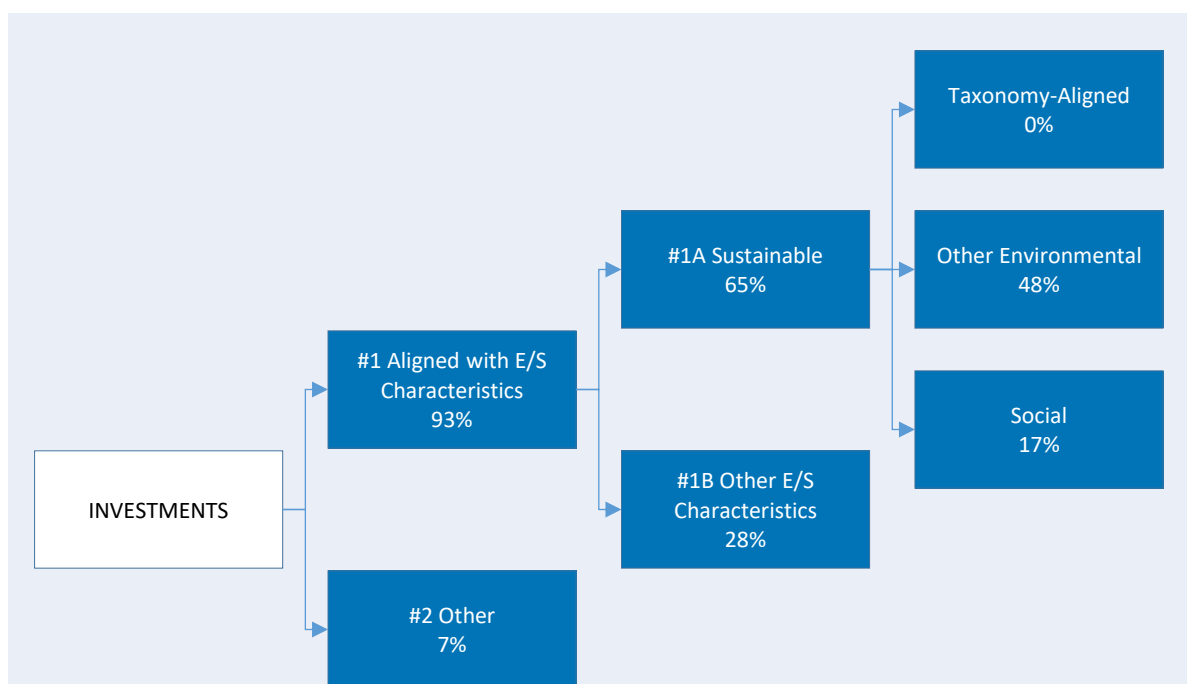 INVESTMENTS
#1 Aligned with E/S
Characteristics
93%
#2 Other
7%
#1A Sustainable
65%
#1B Other E/S
Characteristics
28%
Taxonomy-Aligned
0%
Other Environmental
48%
Social
17%